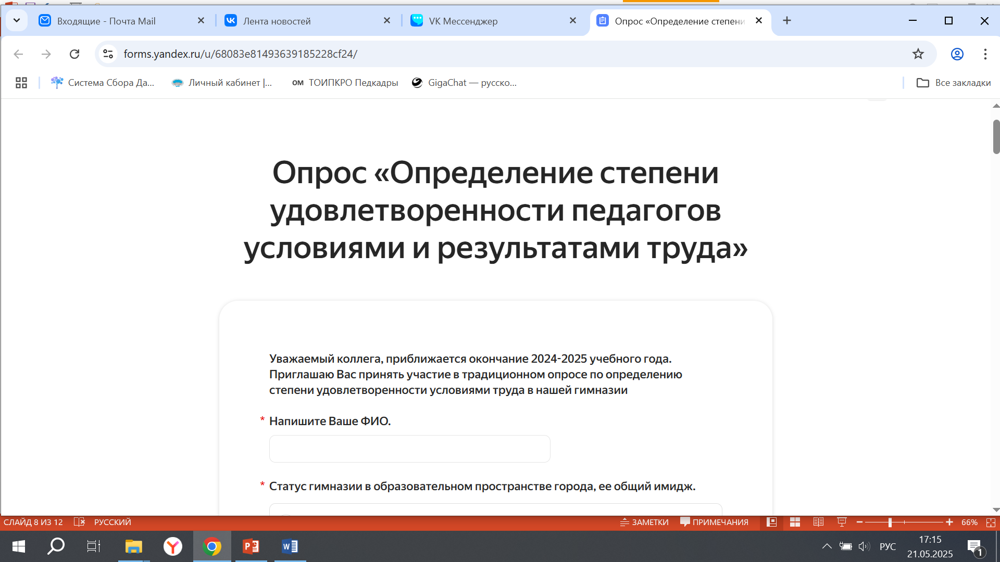 Входящие - Почта Mail
Лента новостей
VK Мессенджер
Опрос «Определение степени
forms.yandex.ru/u/68083e81493639185228cf24/
Система Сбора Да...
Личный кабинет |...
ОМ ТОИПКРО Педкадры
GigaChat — русско...
Все закладки
Опрос «Определение степени
удовлетворенности педагогов
условиями и результатами труда»
Уважаемый коллега, приближается окончание 2024-2025 учебного года.
Приглашаю Вас принять участие в традиционном опросе по определению
степени удовлетворенности условиями труда в нашей гимназии
* Напишите Ваше ФИО.
* Статус гимназии в образовательном пространстве города, ее общий имидж.
СЛАЙД 8 ИЗ 12
РУССКИЙ
ЗАМЕТКИ
ПРИМЕЧАНИЯ
66%
РУС
17:15
21.05.2025
1